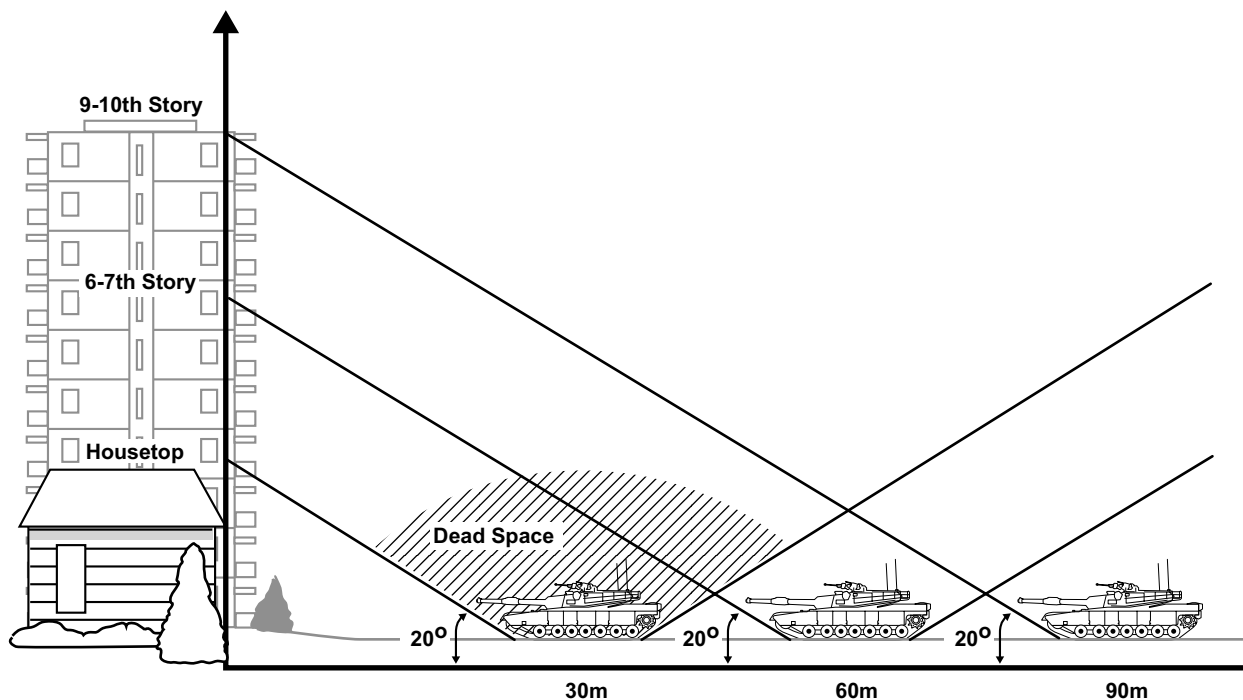 9-10th Story
6-7th Story
Housetop
Dead Space
20° 20° 20°
30m 60m 90m